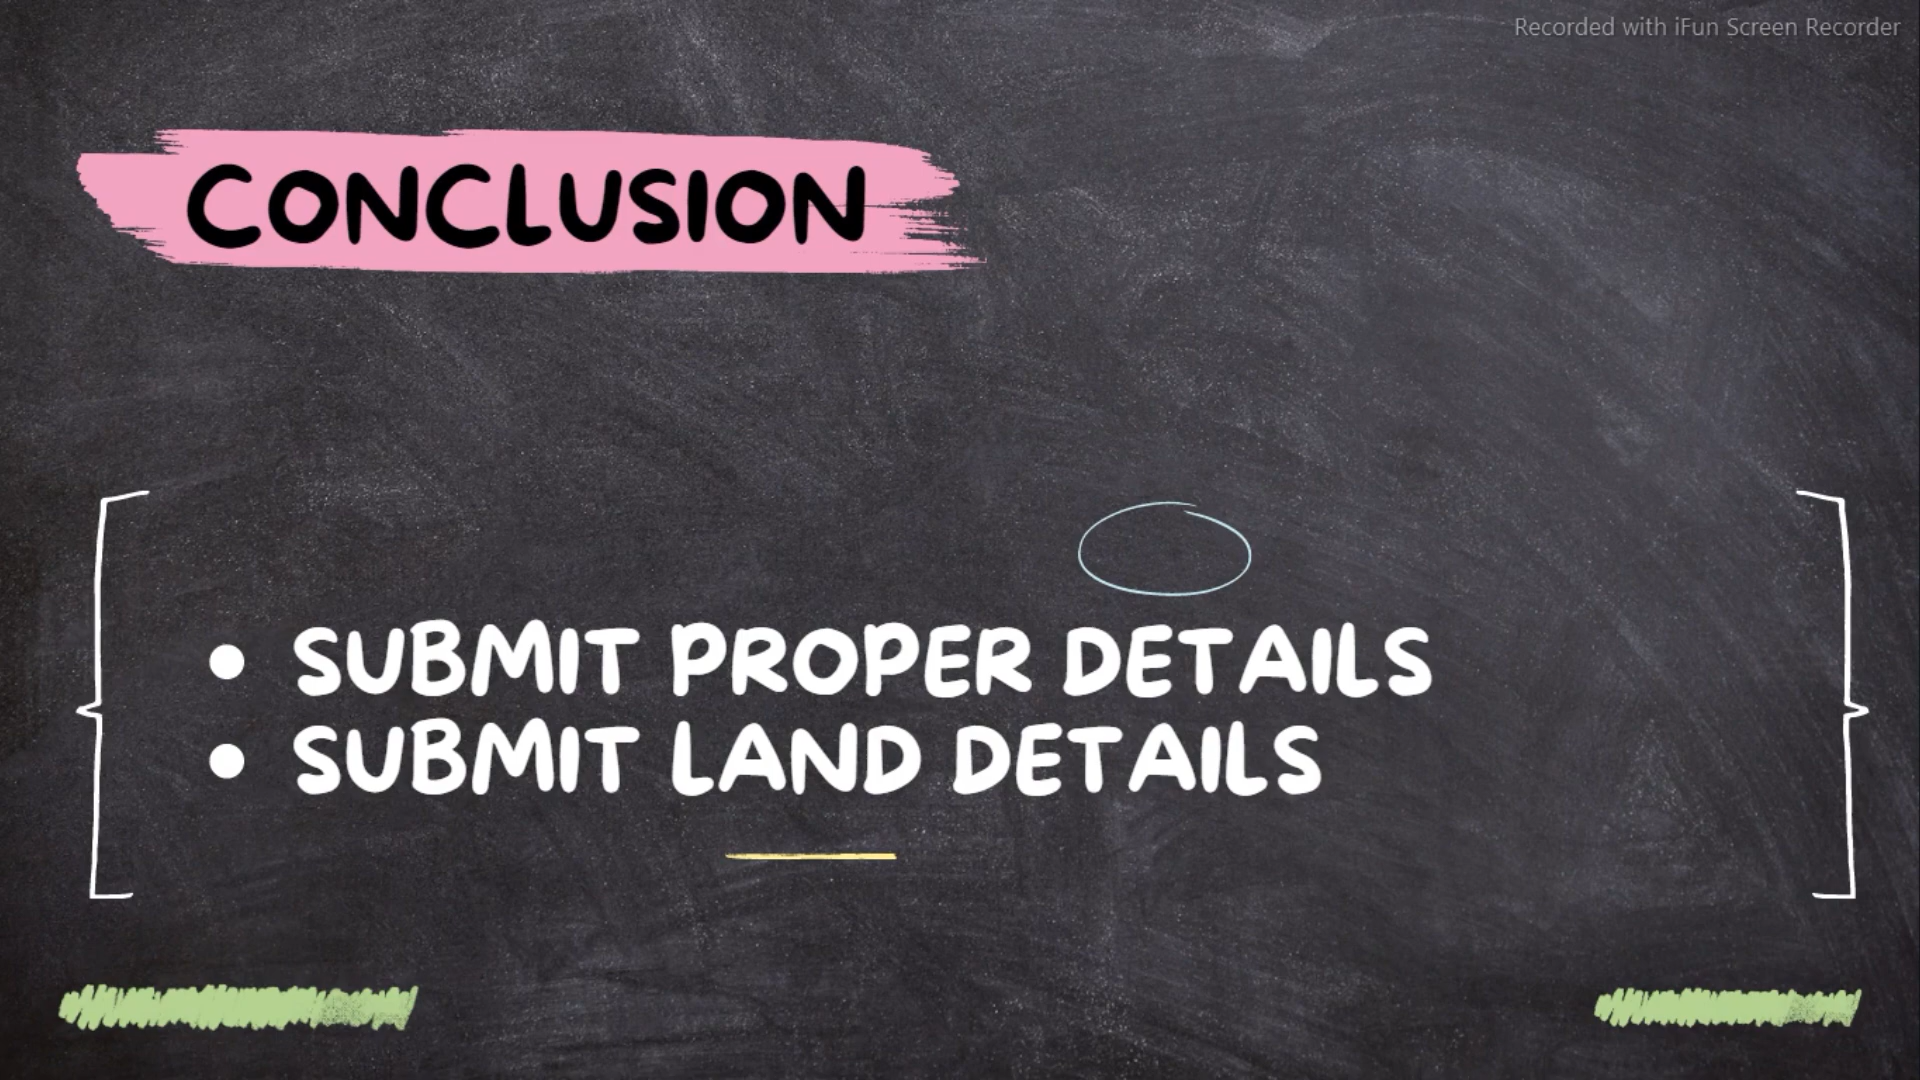 Recorded with iFun Screen Recorder
CONCLUSION
• SUBMIT PROPER DETAILS
• SUBMIT LAND DETAILS